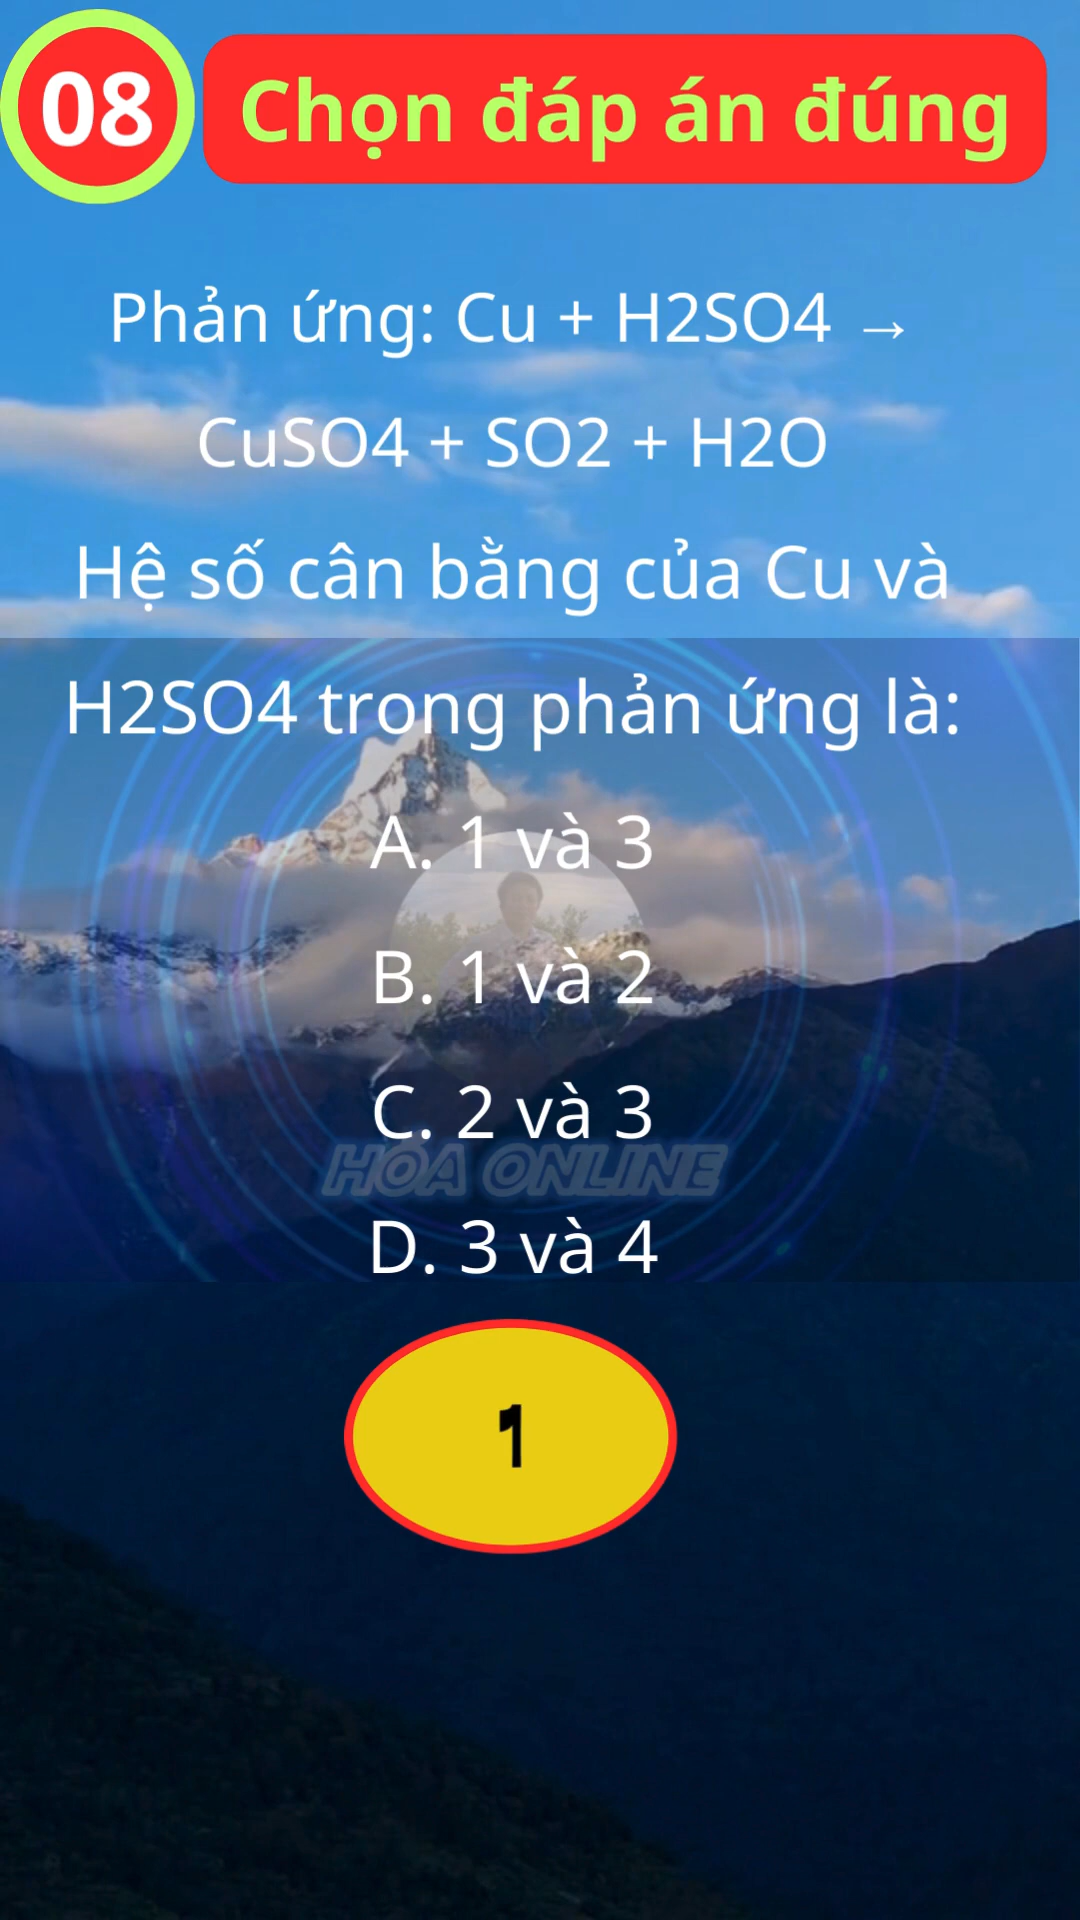 08
Chọn đáp án đúng
Phản ứng: Cu + H2SO4 →
CuSO4 + SO2 + H2O
Hệ số cân bằng của Cu và
H2SO4 trong phản ứng là:
A. 1 và 3
B. 1 và 2
C. 2 và 3
HÓA ONLINE
D. 3 và 4
1